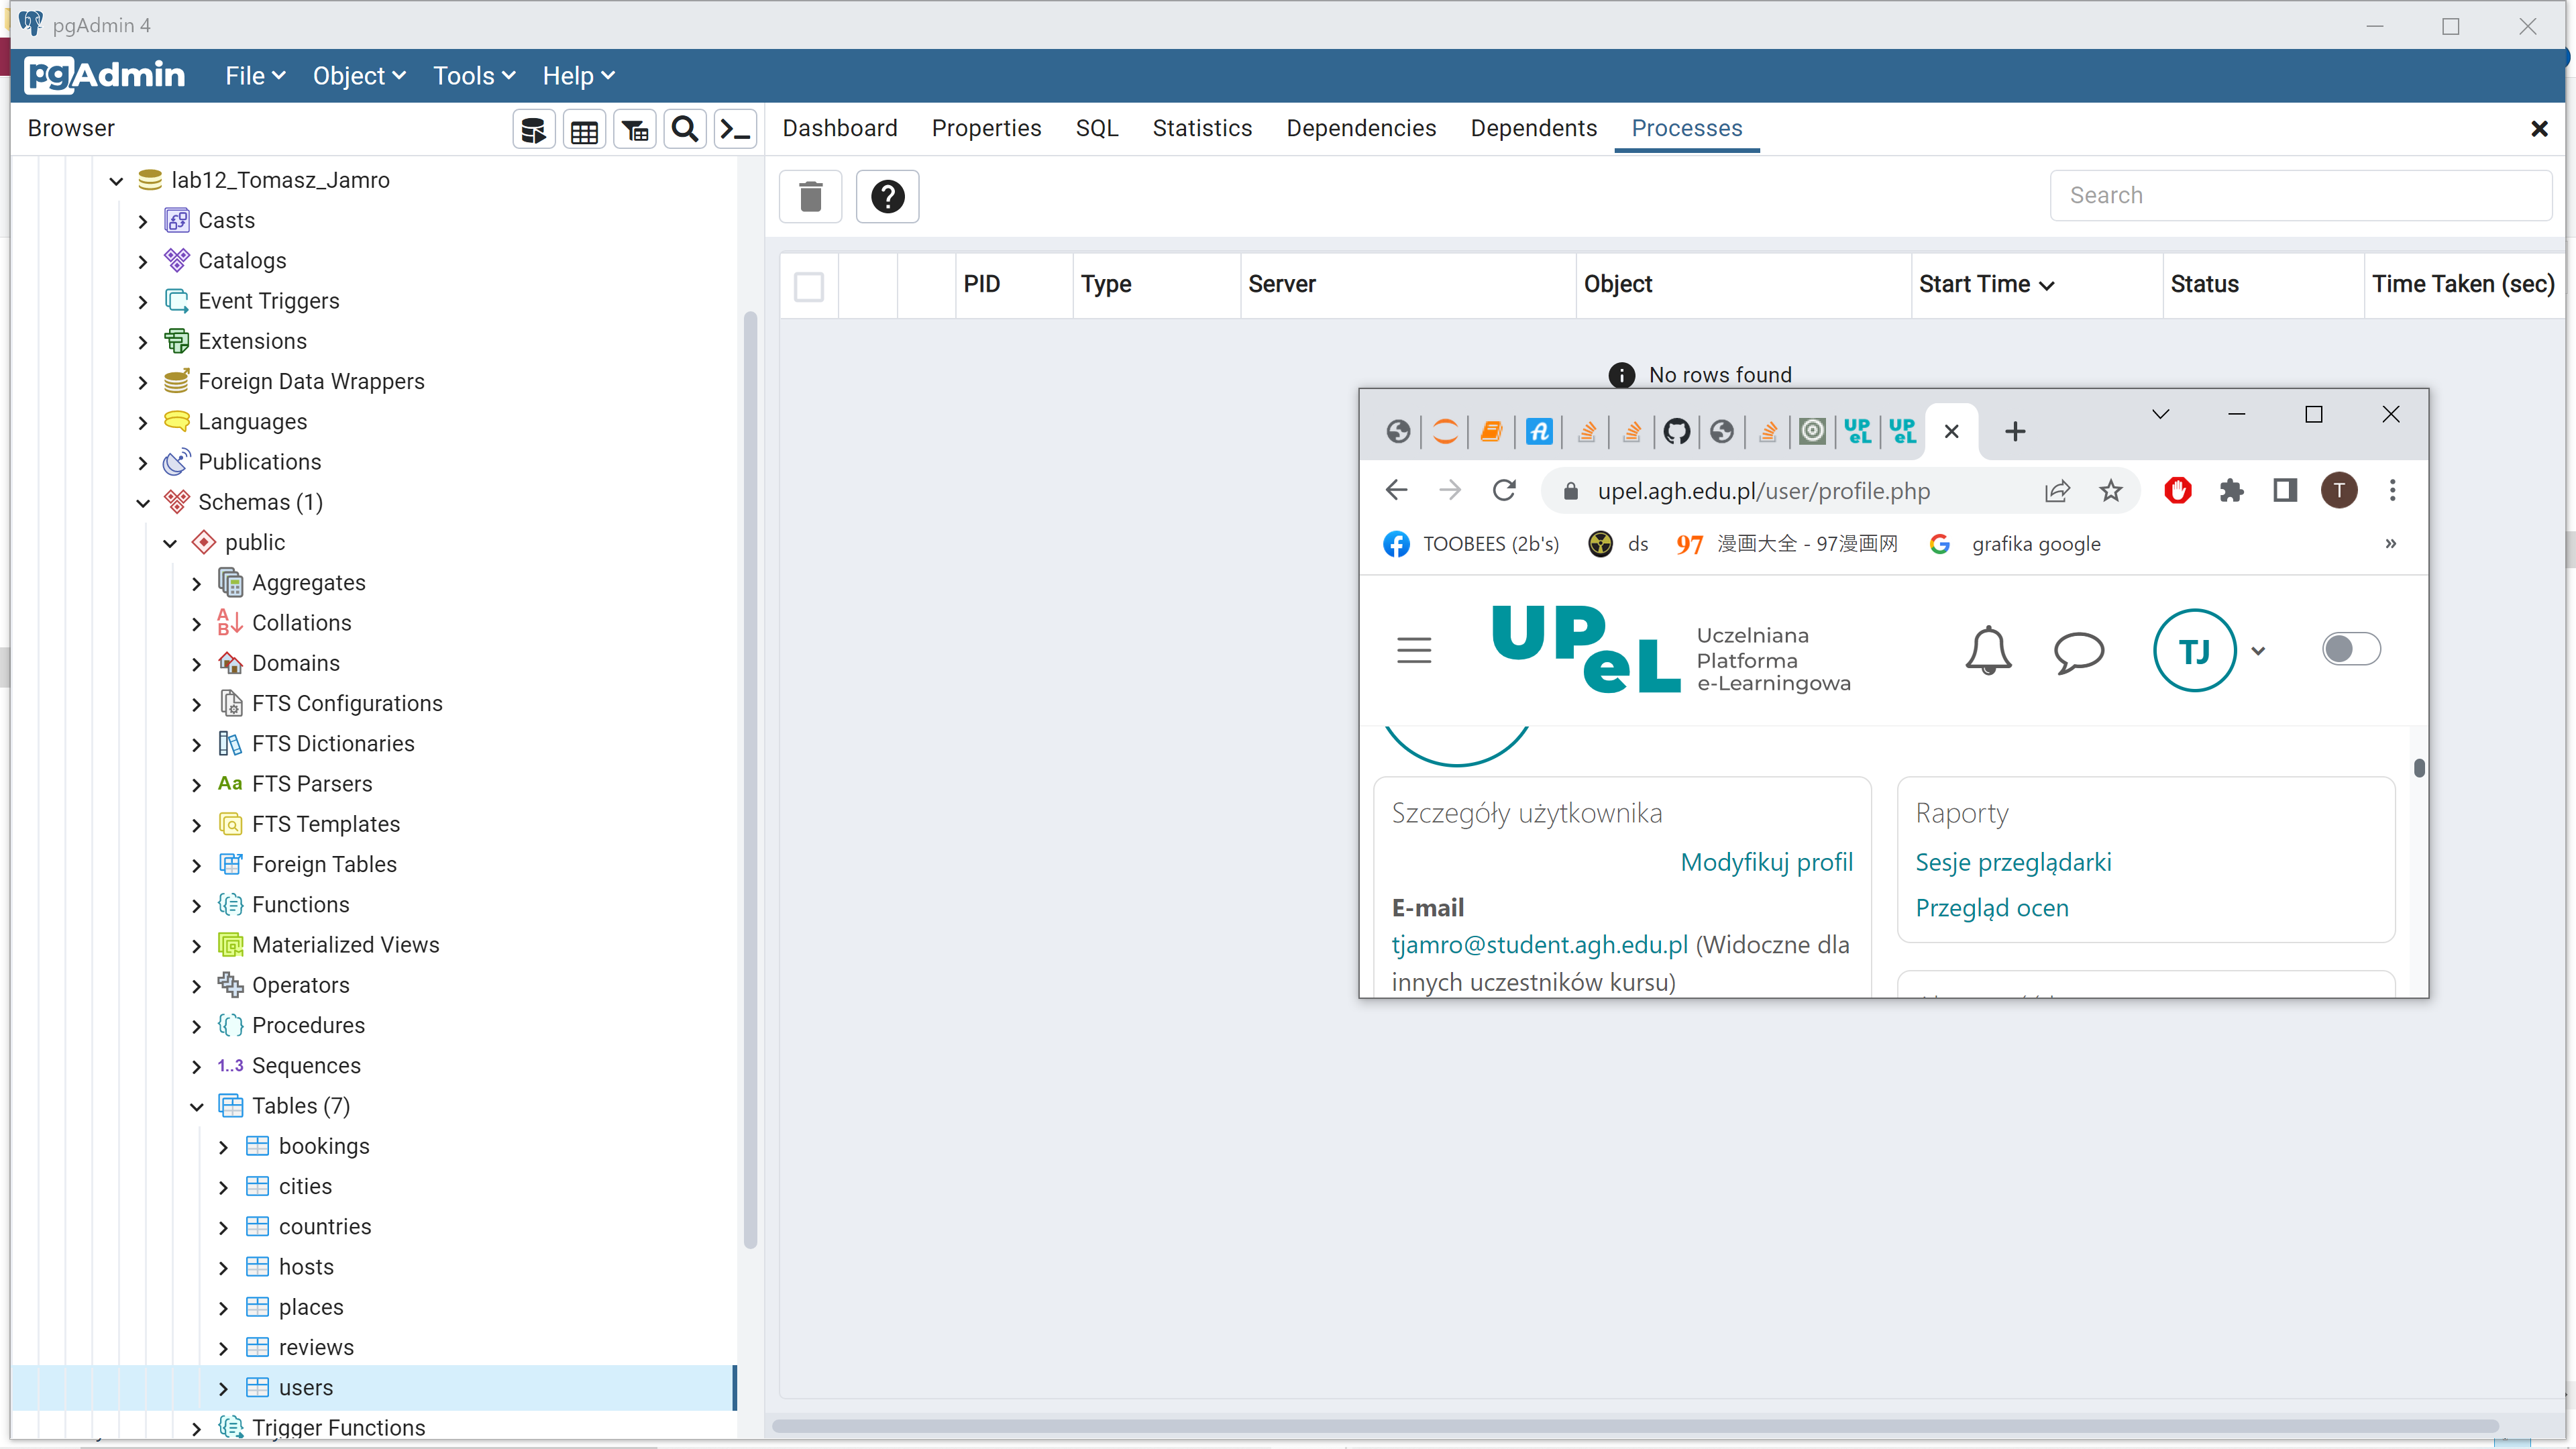 pgAdmin 4
pgAdmin File Object Tools Help
Browser
Dashboard Properties SQL Statistics Dependencies Dependents Processes
Search
PID Type Server Object Start Time Status Time Taken (sec)
No rows found
lab12_Tomasz_Jamro
Casts
Catalogs
Event Triggers
Extensions
Foreign Data Wrappers
Languages
Publications
Schemas (1)
public
Aggregates
Collations
Domains
FTS Configurations
FTS Dictionaries
Aa FTS Parsers
FTS Templates
Foreign Tables
Functions
Materialized Views
Operators
Procedures
1..3 Sequences
Tables (7)
bookings
cities
countries
hosts
places
reviews
users
Trigger Functions
upel.agh.edu.pl/user/profile.php
T
TOOBEES (2b's) ds 97 漫画大全 - 97漫画网 grafika google »
UPeL
Uczelniana
Platforma
e-Learningowa
TJ
Szczegóły użytkownika
Modyfikuj profil
E-mail
tjamro@student.agh.edu.pl (Widoczne dla
innych uczestników kursu)
Raporty
Sesje przeglądarki
Przegląd ocen